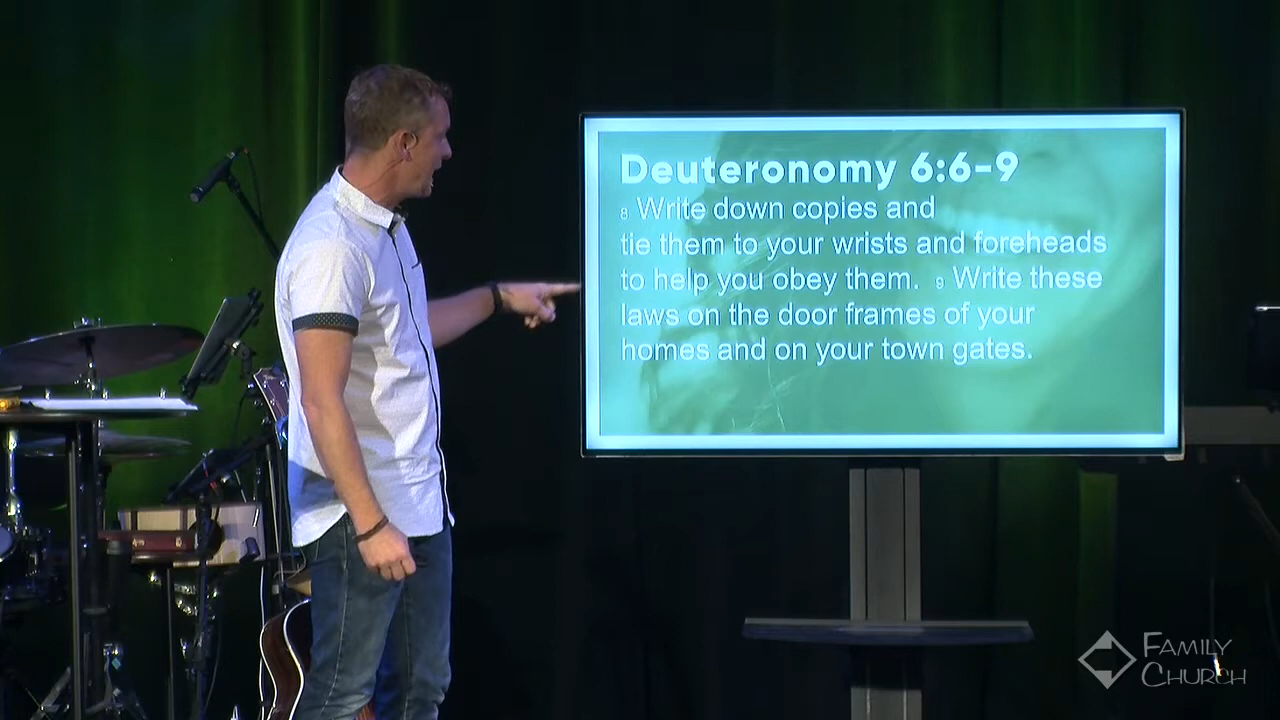 Deuteronomy 6:6-9
8 Write down copies and
tie them to your wrists and foreheads
to help you obey them. 9 Write these
laws on the door frames of your
homes and on your town gates.
FAMILY
CHURCH